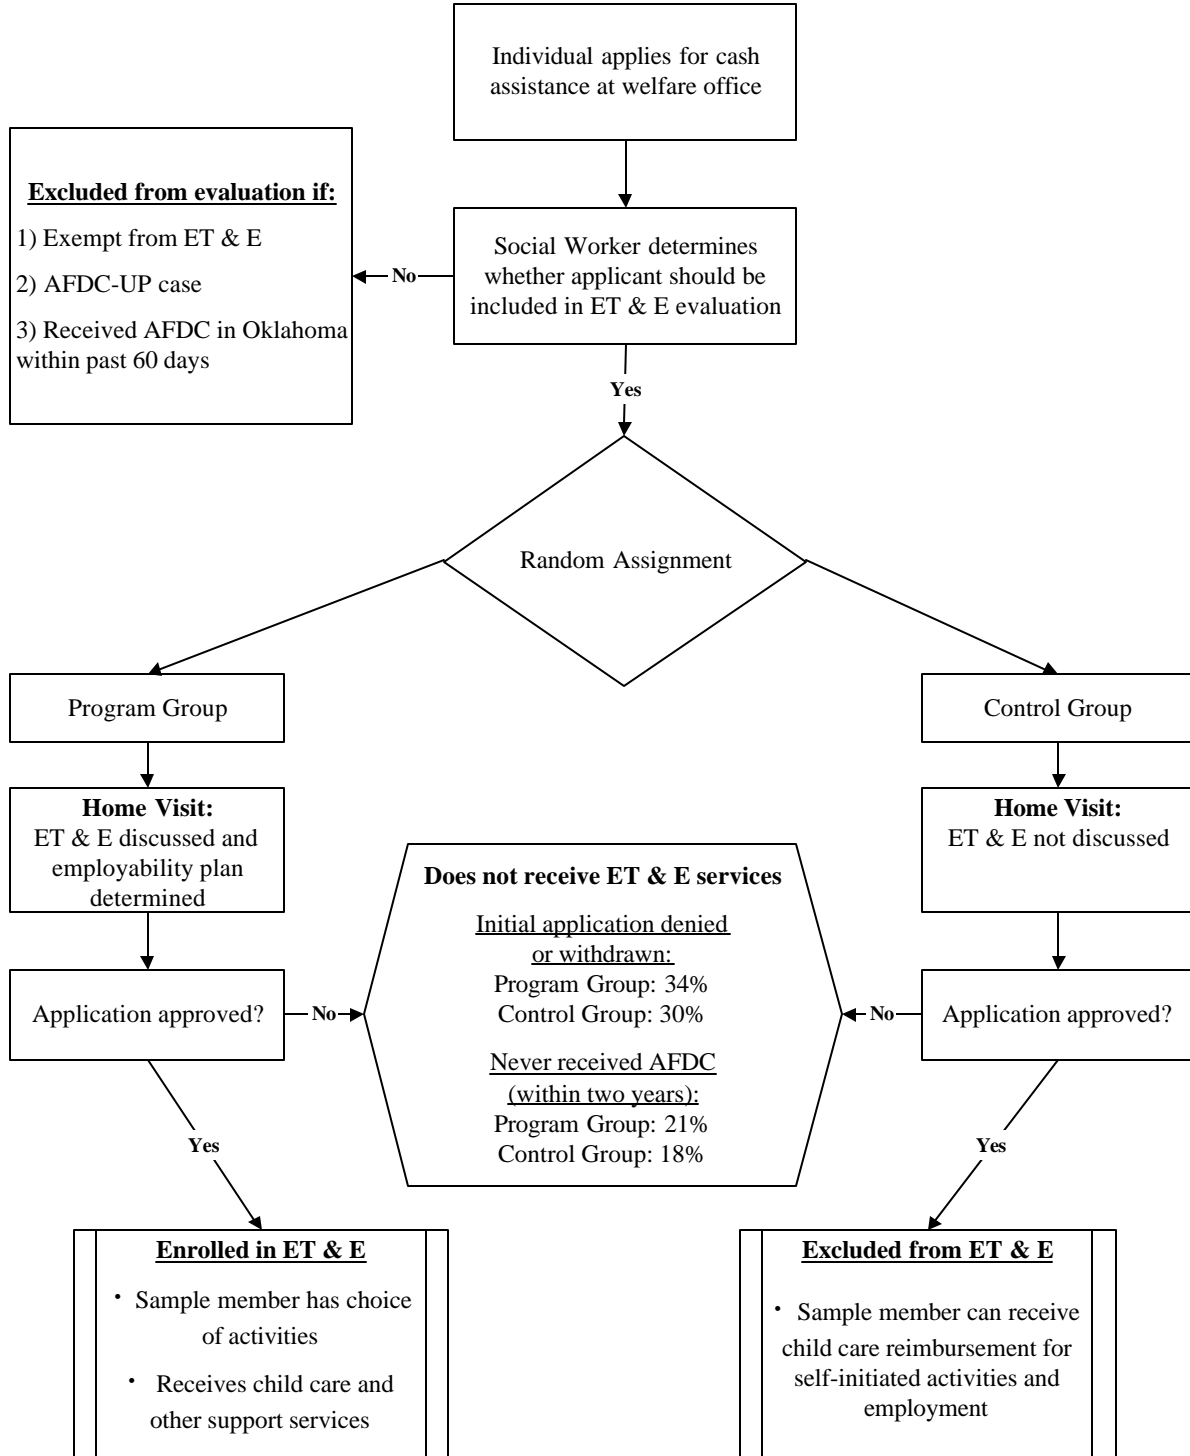 Individual applies for cash
assistance at welfare office
Excluded from evaluation if:
1) Exempt from ET & E
2) AFDC-UP case
3) Received AFDC in Oklahoma
within past 60 days
No
Social Worker determines
whether applicant should be
included in ET & E evaluation
Yes
Random Assignment
Program Group
Control Group
Home Visit:
ET & E discussed and
employability plan
determined
Home Visit:
ET & E not discussed
Does not receive ET & E services
Initial application denied
or withdrawn:
Program Group: 34%
Control Group: 30%
Never received AFDC
(within two years):
Program Group: 21%
Control Group: 18%
Application approved?
No
No
Application approved?
Yes
Yes
Enrolled in ET & E
• Sample member has choice
of activities
• Receives child care and
other support services
Excluded from ET & E
• Sample member can receive
child care reimbursement for
self-initiated activities and
employment